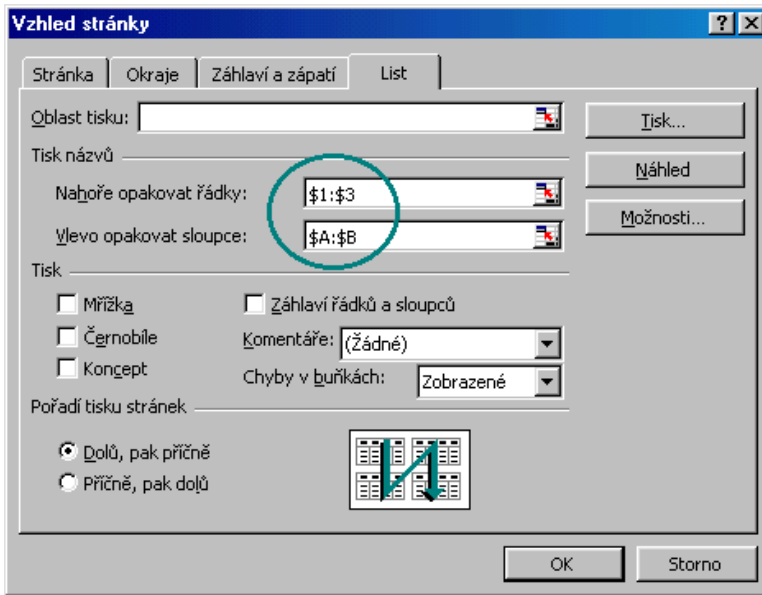 Vzhled stránky
Stránka Okraje Záhlaví a zápatí List
Oblast tisku:
Tisk...
Tisk názvů
Náhled
Nahoře opakovat řádky: $1:$3
Možnosti...
Vlevo opakovat sloupce: $A:$B
Tisk
Mřížka
Záhlaví řádků a sloupců
Černobíle
Komentáře: (Žádné)
Koncept
Chyby v buňkách: Zobrazené
Pořadí tisku stránek
Dolů, pak příčně
Příčně, pak dolů
OK
Storno